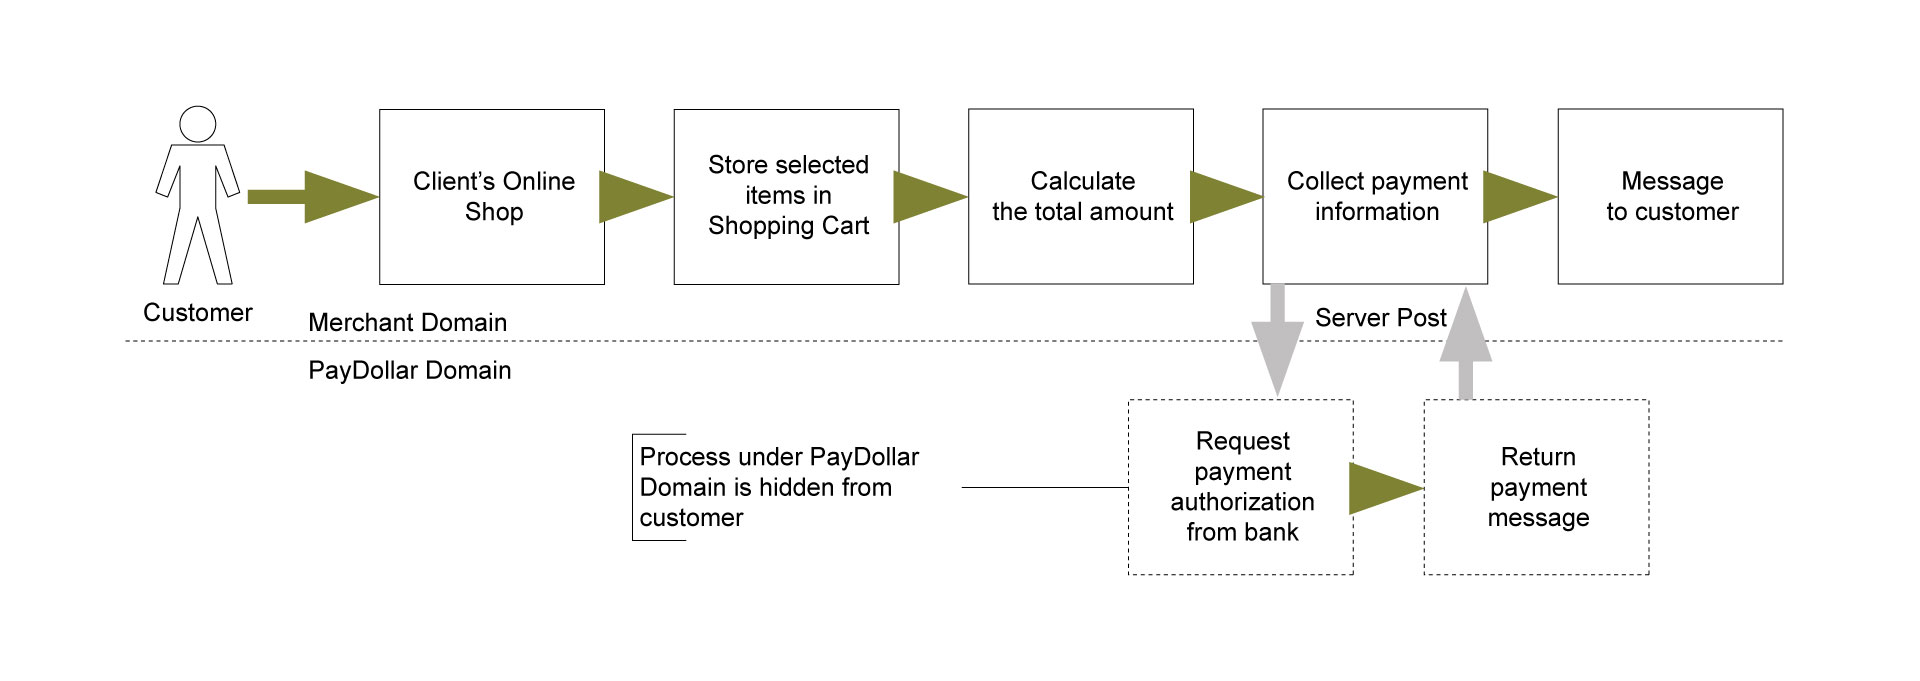 Client’s Online
Shop
Store selected
items in
Shopping Cart
Calculate
the total amount
Collect payment
information
Message
to customer
Customer
Merchant Domain
Server Post
PayDollar Domain
Process under PayDollar
Domain is hidden from
customer
Request
payment
authorization
from bank
Return
payment
message